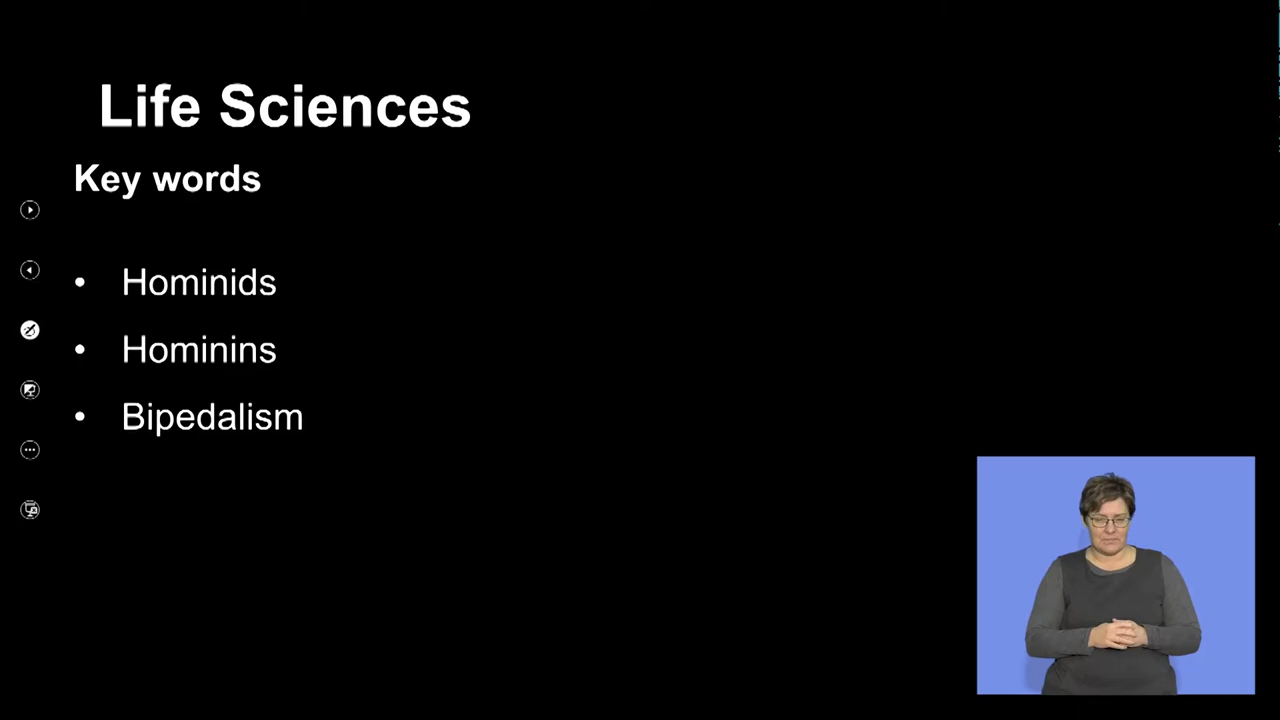 Life Sciences
Key words
• Hominids
• Hominins
• Bipedalism